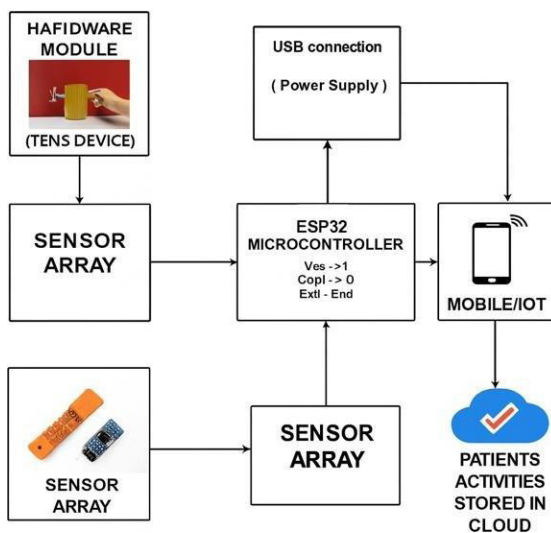 HAFIDWARE
MODULE
(TENS DEVICE)
USB connection
( Power Supply )
SENSOR
ARRAY
ESP32
MICROCONTROLLER
Ves ->1
Copl -> 0
Extl - End
MOBILE/IOT
SENSOR
ARRAY
SENSOR
ARRAY
PATIENTS
ACTIVITIES
STORED IN
CLOUD